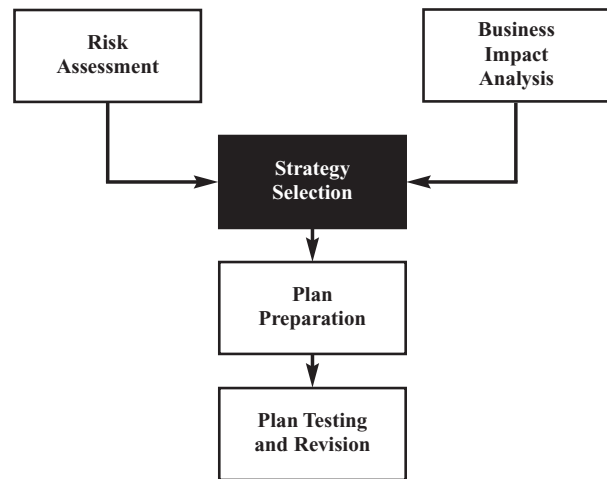 Risk
Assessment
Business
Impact
Analysis
Strategy
Selection
Plan
Preparation
Plan Testing
and Revision